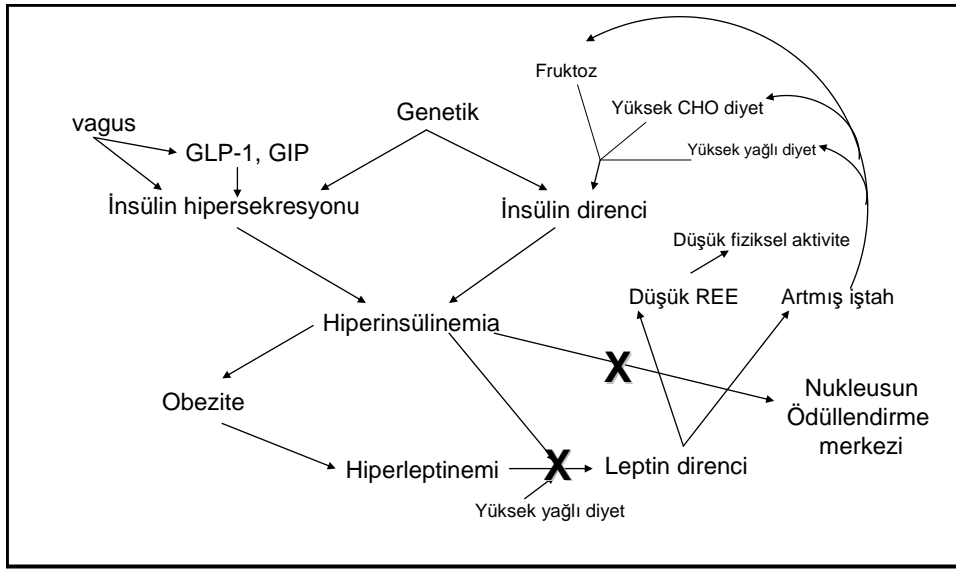 Fruktoz
Genetik
Yüksek CHO diyet
vagus
GLP-1, GIP
Yüksek yağlı diyet
İnsülin hipersekresyonu
İnsülin direnci
Düşük fiziksel aktivite
Düşük REE
Artmış iştah
Hiperinsülinemia
X
Obezite
Nukleusun
Ödüllendirme
merkezi
Hiperleptinemi
X
Leptin direnci
Yüksek yağlı diyet